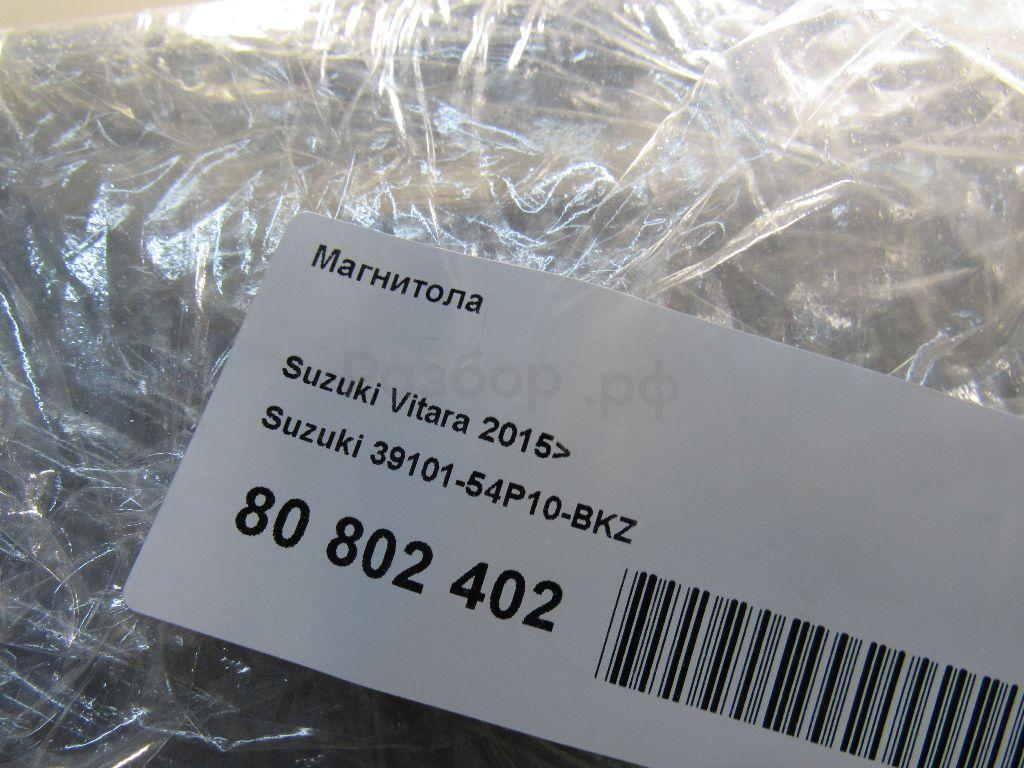 Магнитола
Разбор.рф
Suzuki Vitara 2015>
Suzuki 39101-54P10-BKZ
80 802 402